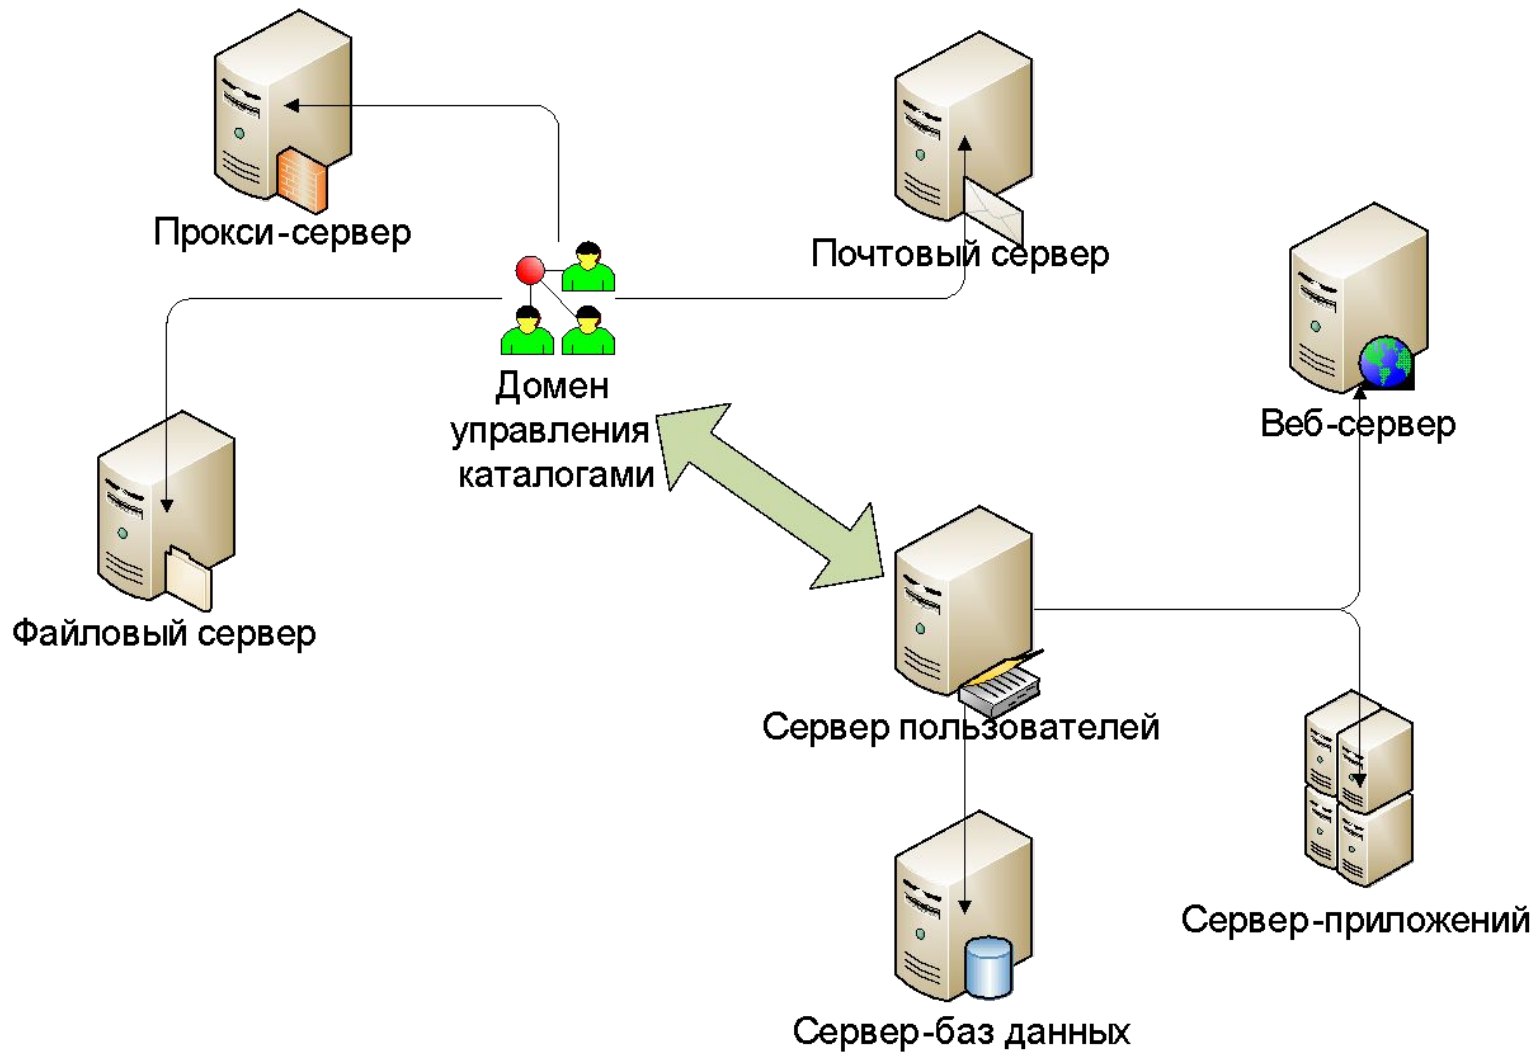 Прокси-сервер
Почтовый сервер
Домен
управления
каталогами
Веб-сервер
Файловый сервер
Сервер пользователей
Сервер-приложений
Сервер-баз данных